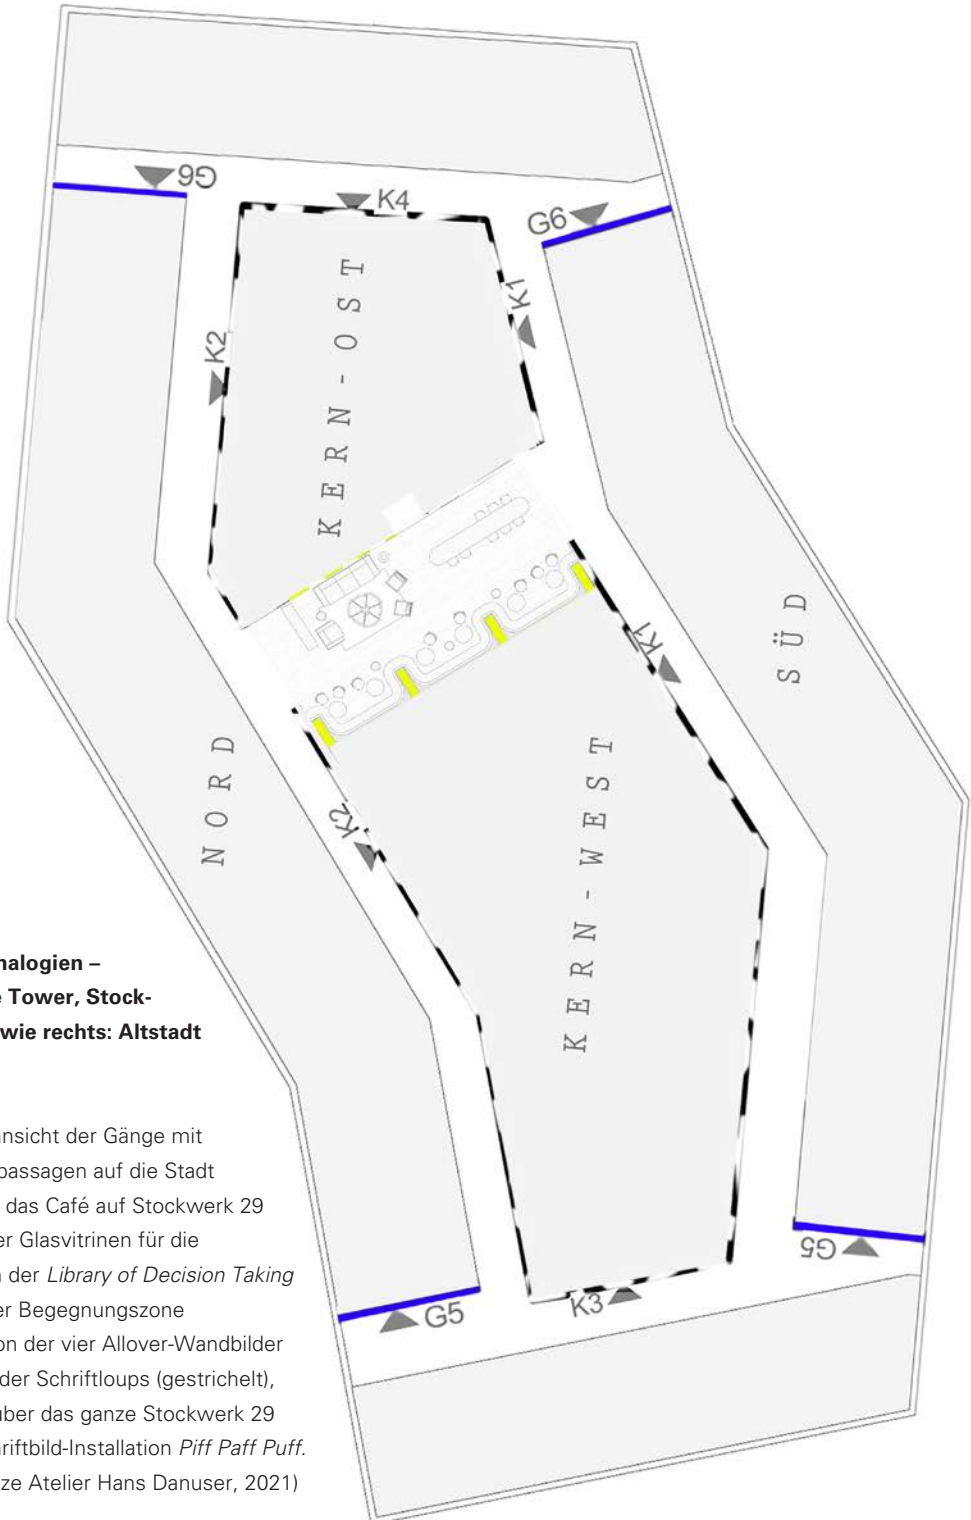 G6
K4
G6
K1
K2
KERN-OST
K1
SÜD
NORD
KERN-WEST
K2
nalogien –
e Tower, Stock-
wie rechts: Altstadt
ansicht der Gänge mit
passagen auf die Stadt
das Café auf Stockwerk 29
er Glasvitrinen für die
n der Library of Decision Taking
er Begegnungszone
on der vier Allover-Wandbilder
der Schriftloups (gestrichelt),
über das ganze Stockwerk 29
hriftbild-Installation Piff Paff Puff.
ze Atelier Hans Danuser, 2021)
G5
K3
G5